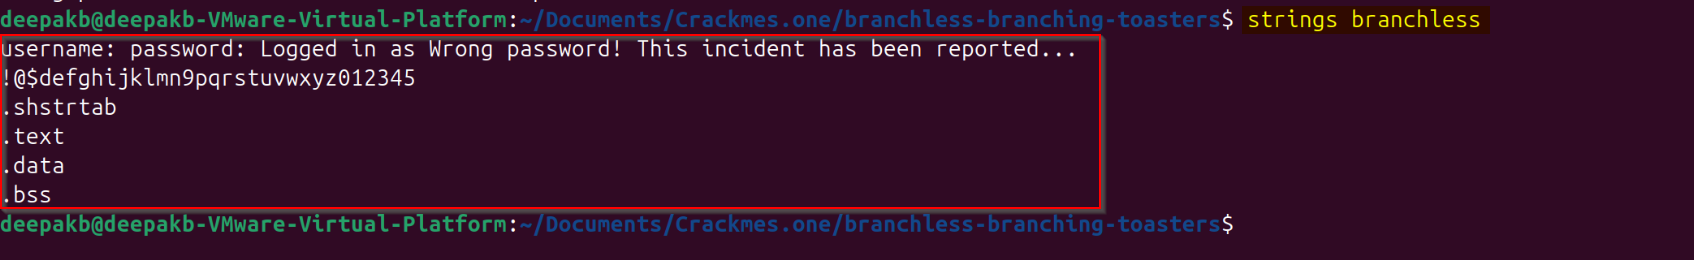 deepakb@deepakb-VMware-Virtual-Platform:~/Documents/Crackmes.one/branchless-branching-toasters$ strings branchless
username: password: Logged in as Wrong password! This incident has been reported...
!@$defghijklmn9pqrstuvwxyz012345
.shstrtab
.text
.data
.bss
deepakb@deepakb-VMware-Virtual-Platform:~/Documents/Crackmes.one/branchless-branching-toasters$